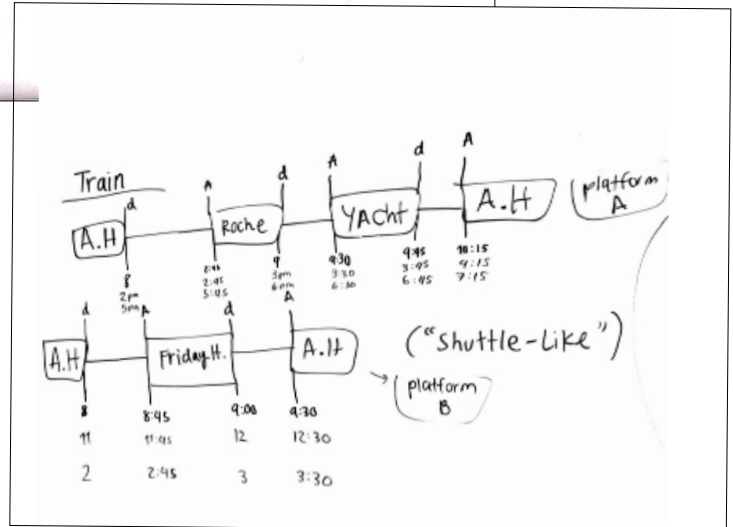 Train
d A d A d A
A.H Roche YAcht A.H platform A
8 8:45 9 9:30 9:45 10:15
2pm 2:45 3pm 3:30 3:45 4:15
5pm 5:45 6pm 6:30 6:45 7:15
d A d A
A.H Friday H. A.H ("Shuttle-Like")
platform B
8 8:45 9:00 9:30
11 11:45 12 12:30
2 2:45 3 3:30